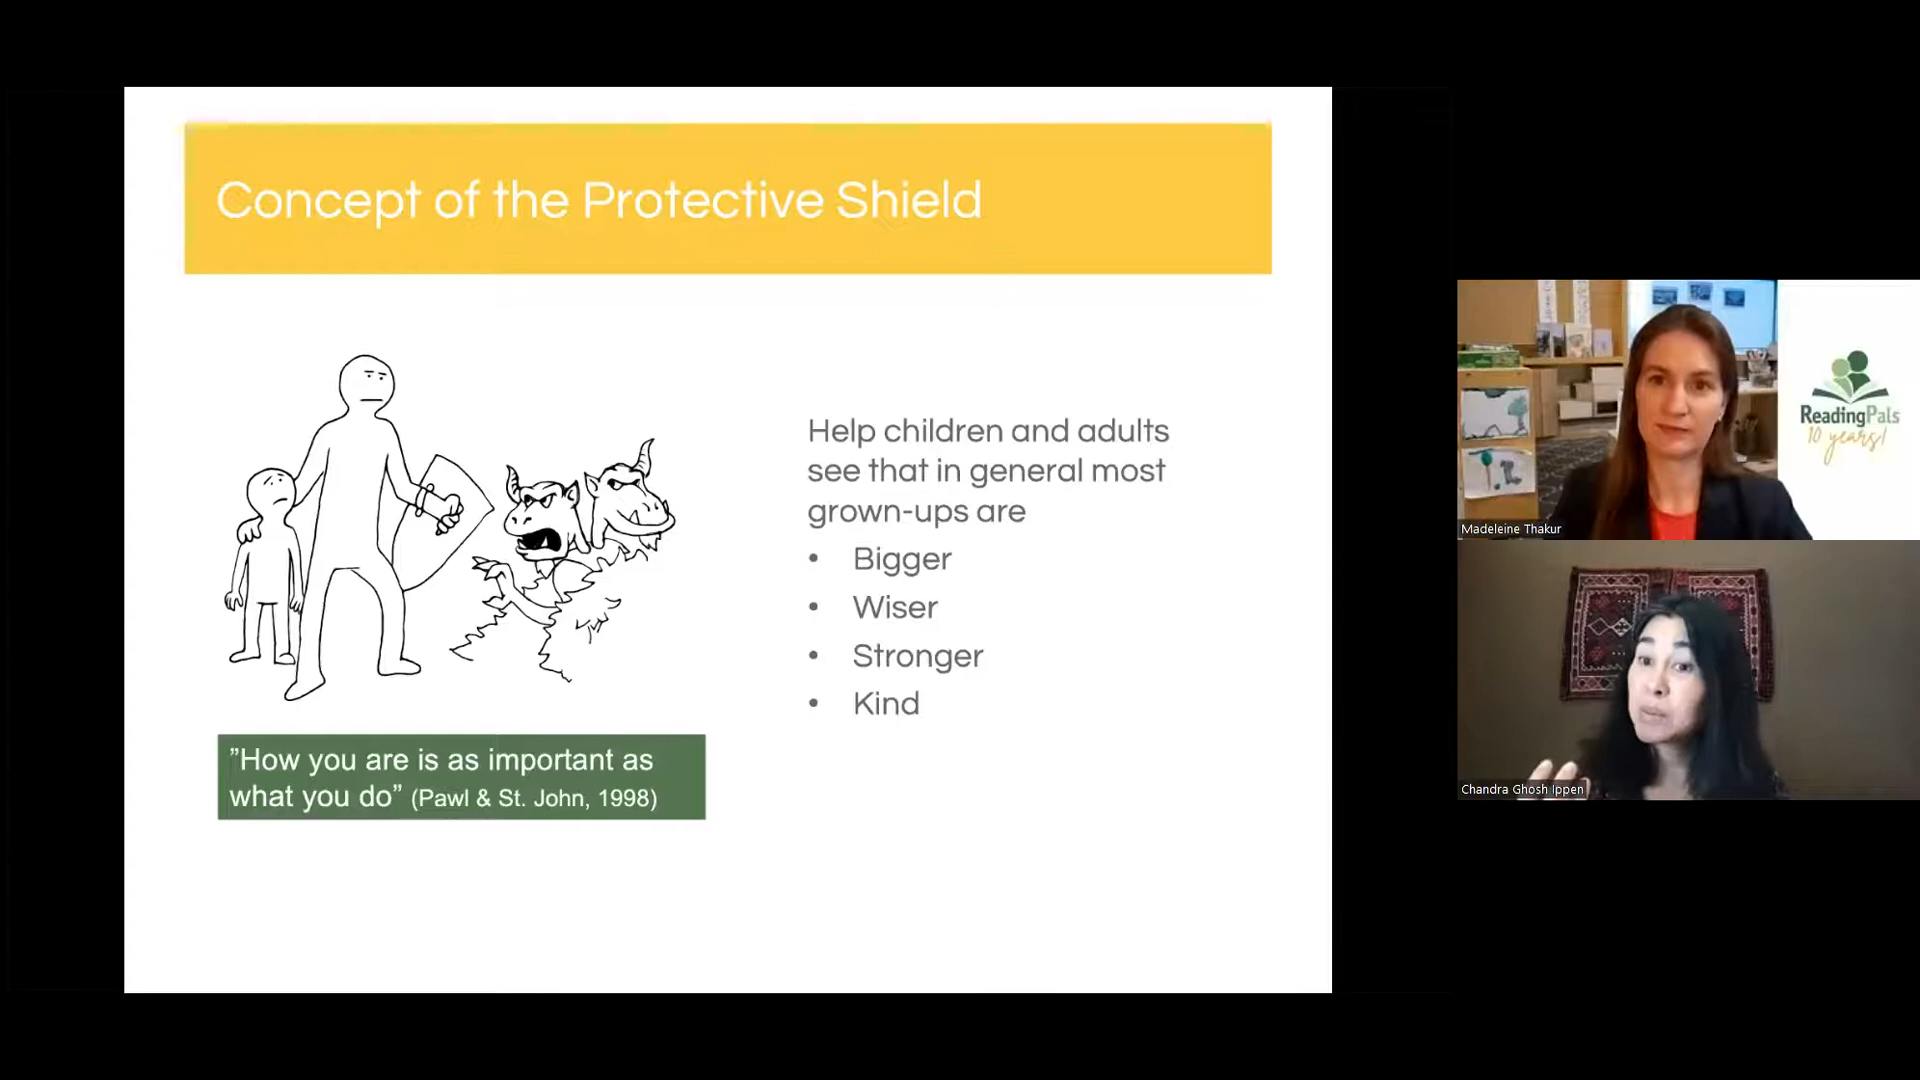 Concept of the Protective Shield
Help children and adults
see that in general most
grown-ups are
• Bigger
• Wiser
• Stronger
• Kind
”How you are is as important as
what you do” (Pawl & St. John, 1998)
ReadingPals
10 years!
Madeleine Thakur
Chandra Ghosh Ippen